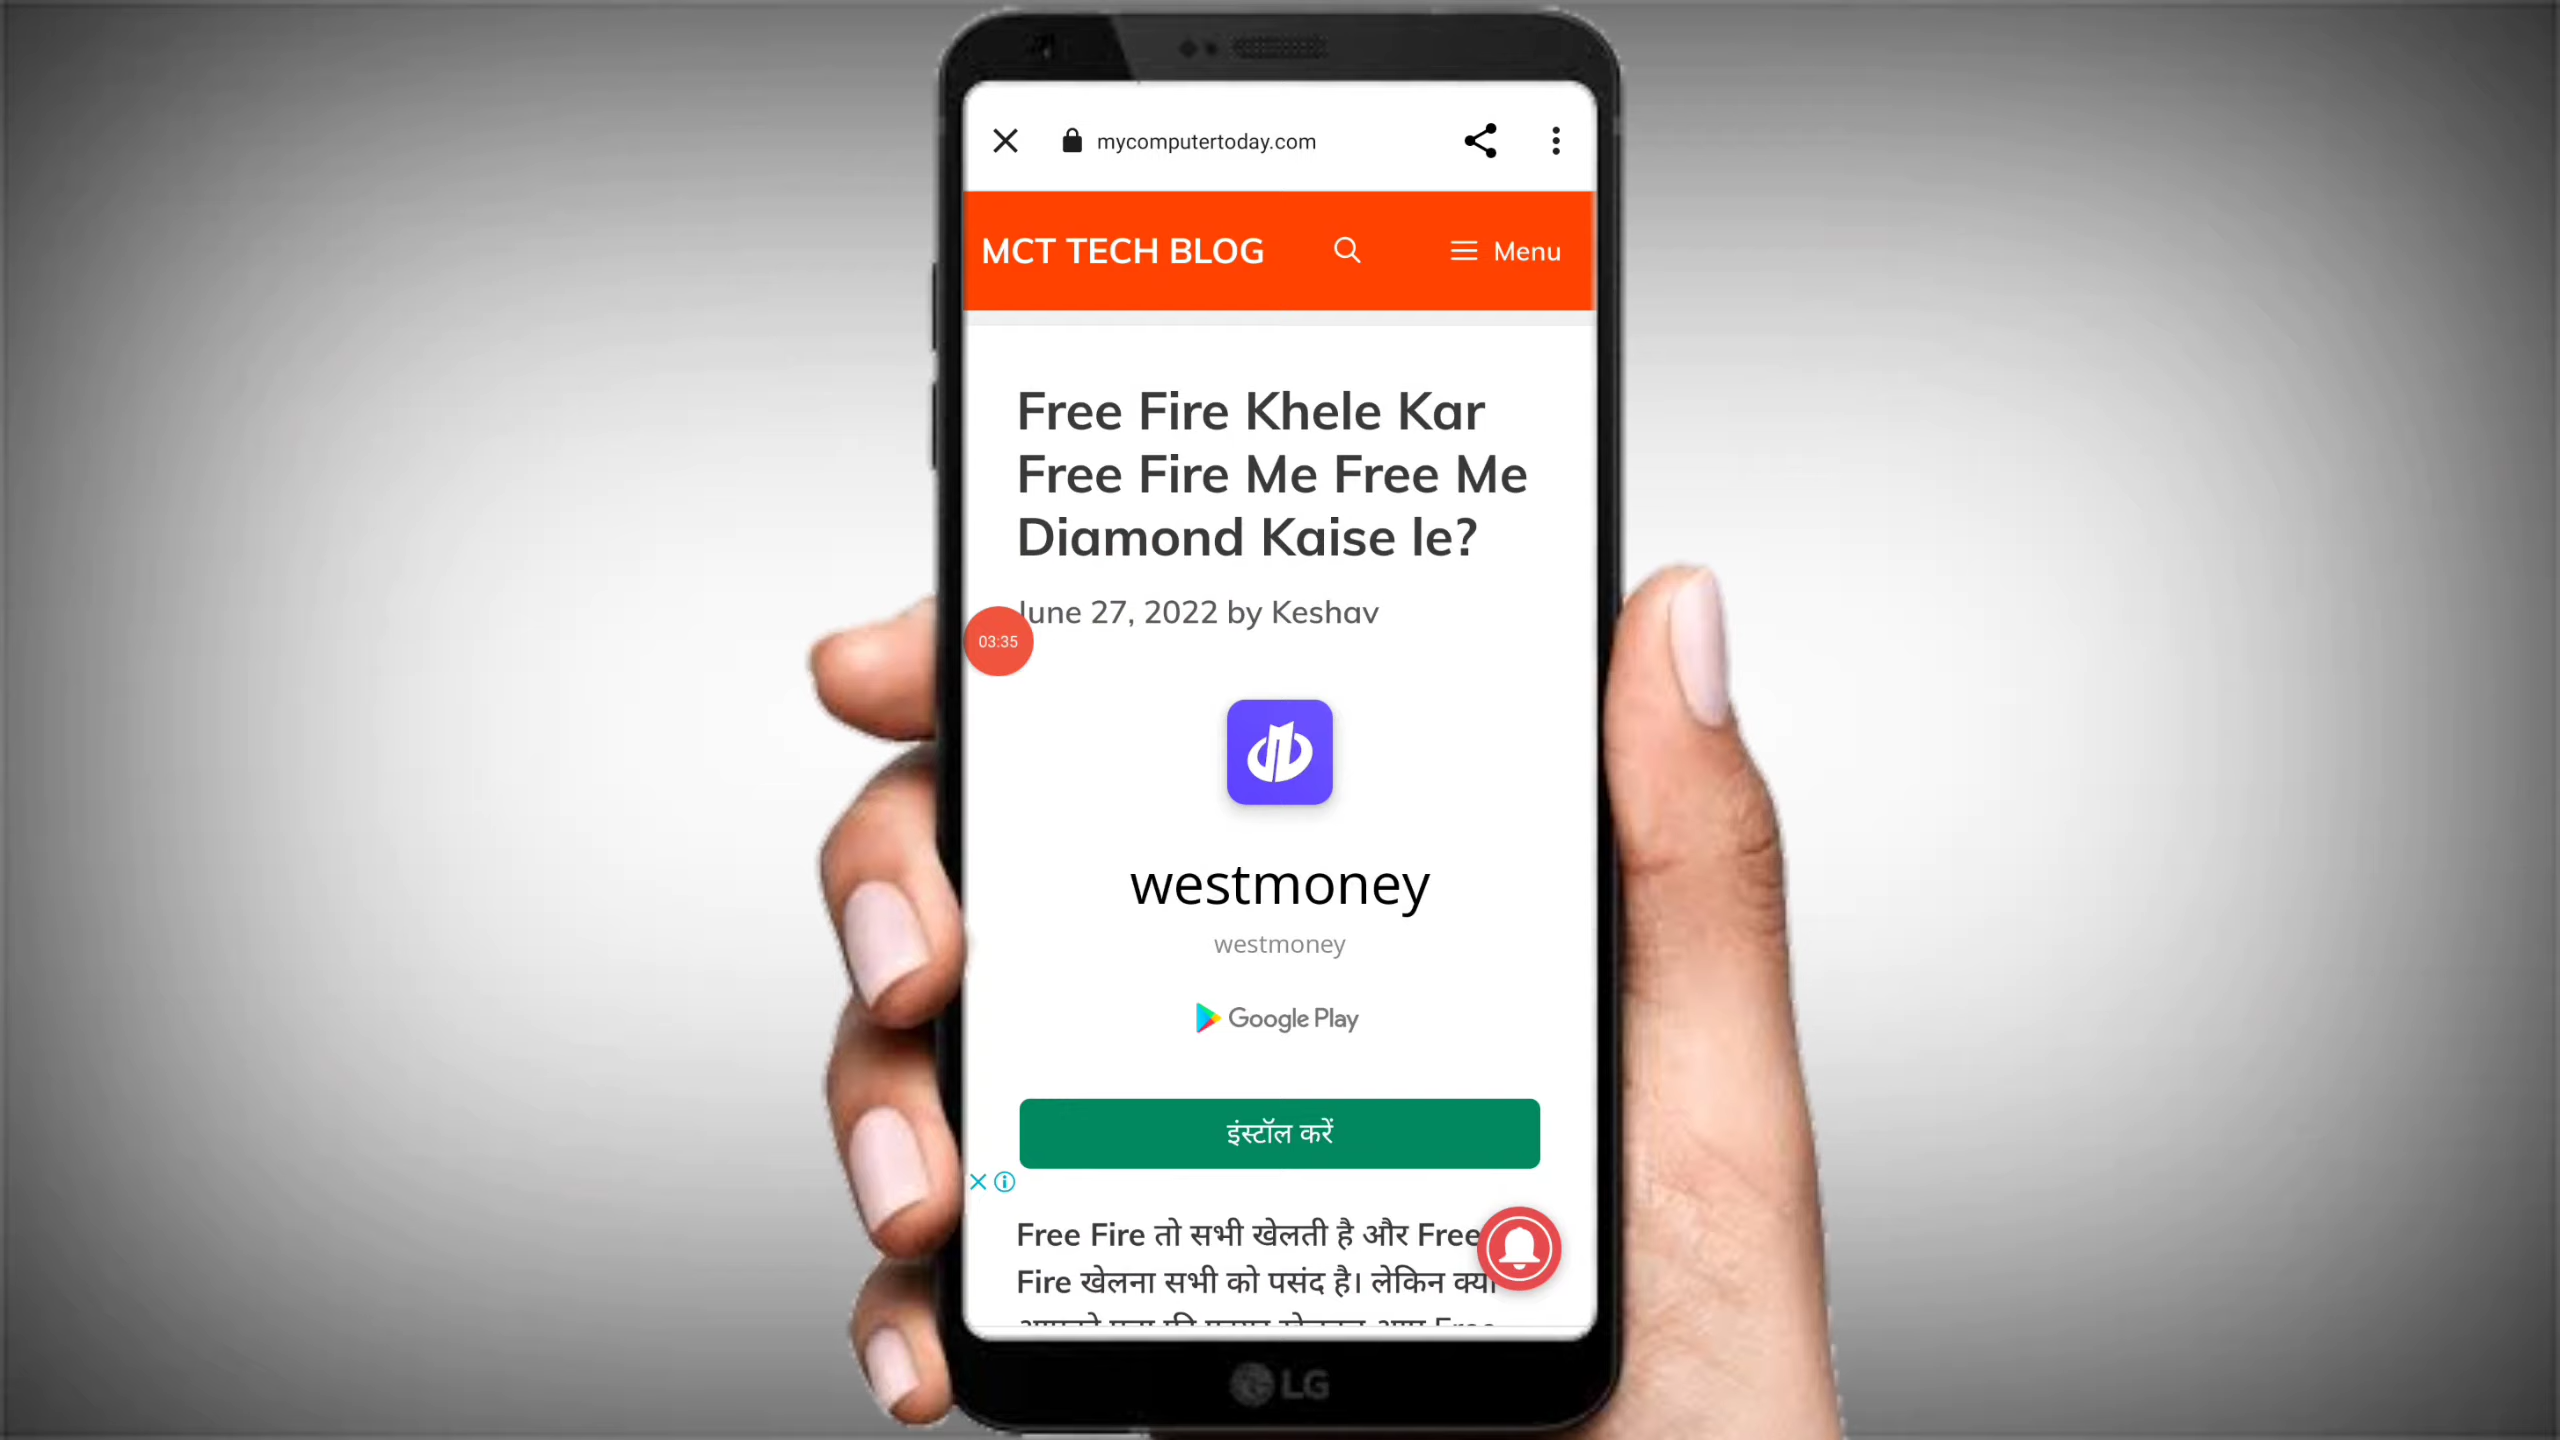 mycomputertoday.com
MCT TECH BLOG
Menu
Free Fire Khele Kar
Free Fire Me Free Me
Diamond Kaise le?
June 27, 2022 by Keshav
03:35
westmoney
westmoney
Google Play
इंस्टॉल करें
Free Fire तो सभी खेलती है और Free
Fire खेलना सभी को पसंद है। लेकिन क्या
LG